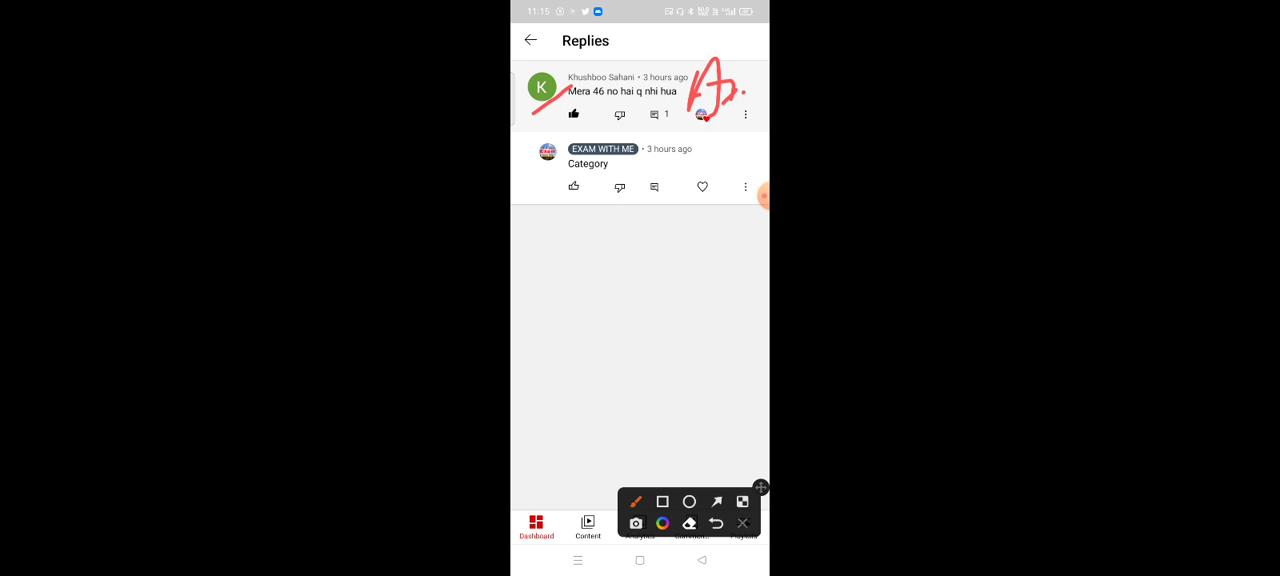 11:15
Replies
K
Khushboo Sahani • 3 hours ago
Mera 46 no hai q nhi hua
1
EXAM WITH ME • 3 hours ago
Category
Dashboard
Content